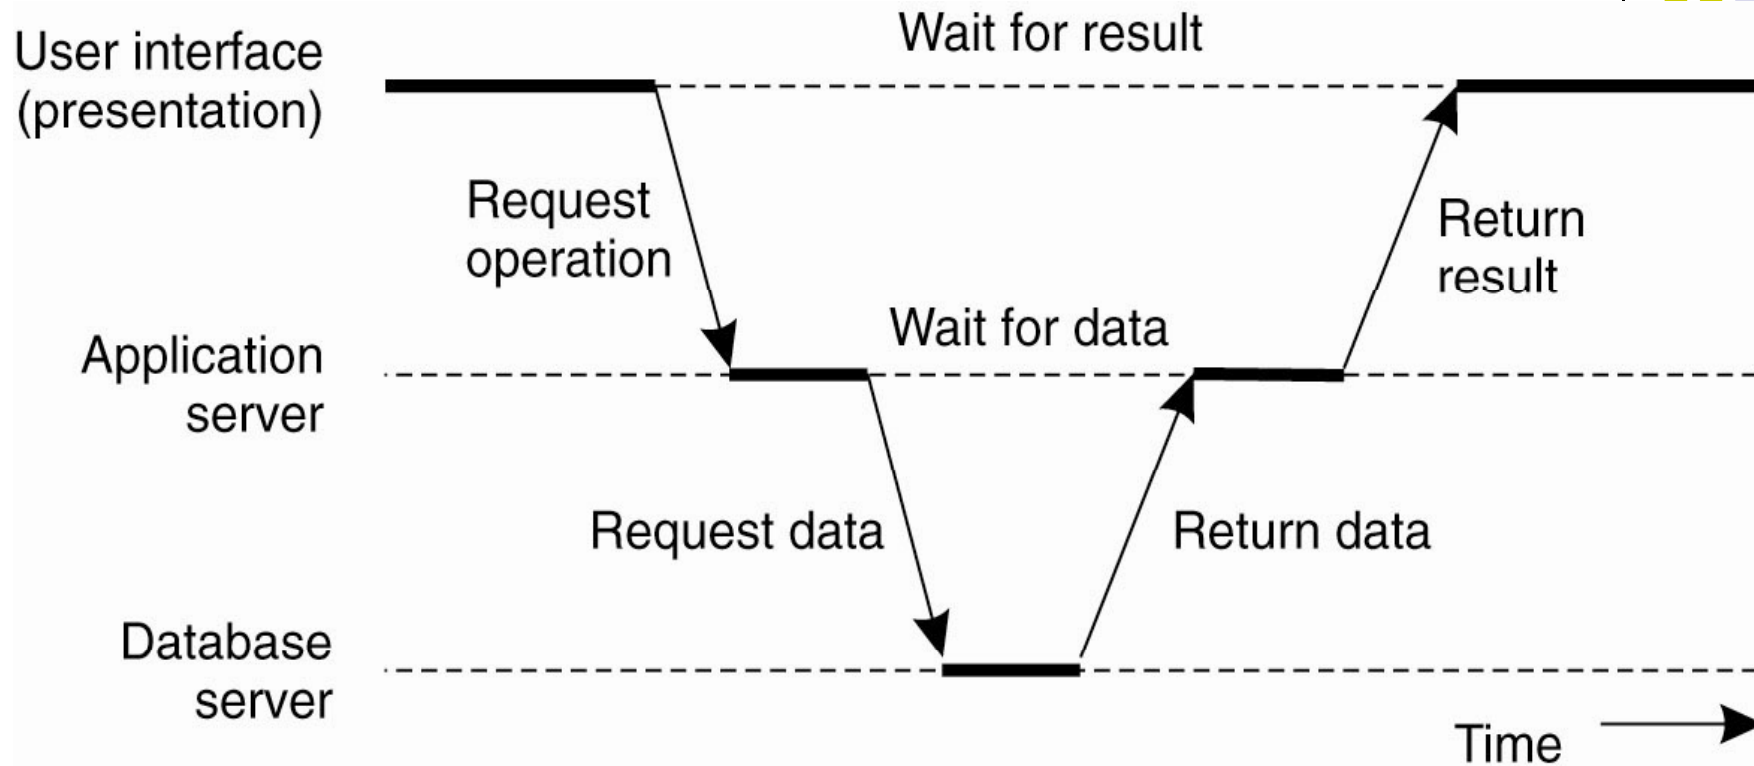 Wait for result
User interface
(presentation)
Request
operation
Return
result
Wait for data
Application
server
Request data
Return data
Database
server
Time